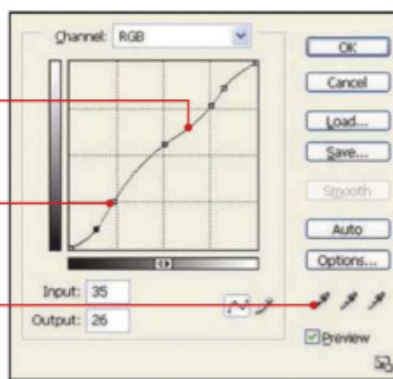 Channel: RGB
OK
Cancel
Load...
Save...
Smooth
Auto
Options...
Input: 35
Output: 26
Preview